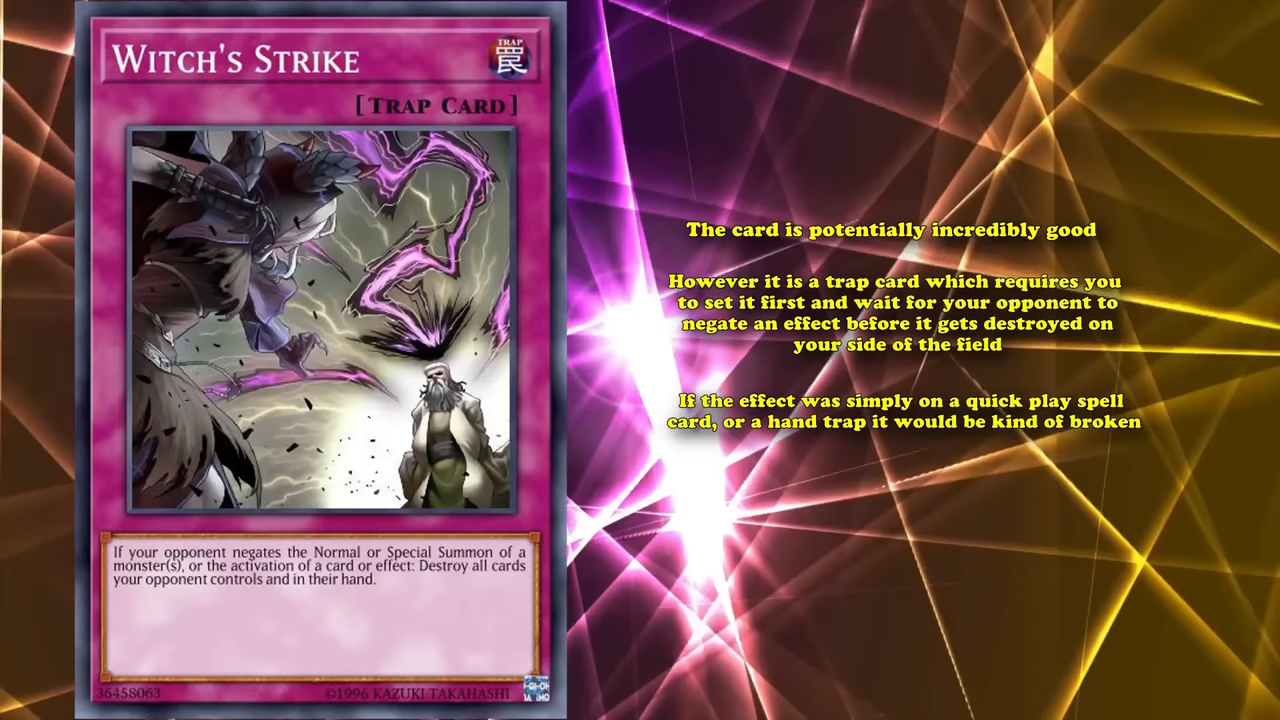 Witch's Strike
TRAP
罠
[Trap Card]
If your opponent negates the Normal or Special Summon of a
monster(s), or the activation of a card or effect: Destroy all cards
your opponent controls and in their hand.
36458063
©1996 KAZUKI TAKAHASHI
The card is potentially incredibly good
However it is a trap card which requires you
to set it first and wait for your opponent to
negate an effect before it gets destroyed on
your side of the field
If the effect was simply on a quick play spell
card, or a hand trap it would be kind of broken